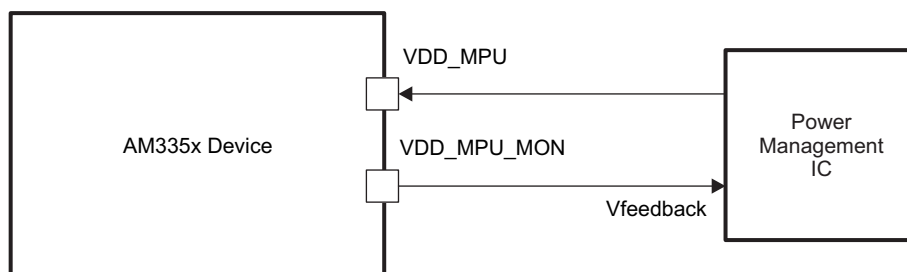 VDD_MPU
AM335x Device
VDD_MPU_MON
Vfeedback
Power
Management
IC